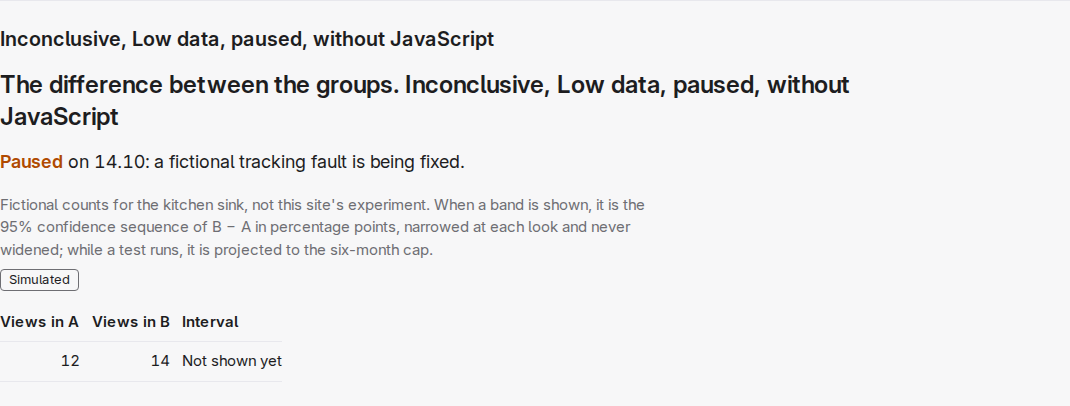 Inconclusive, Low data, paused, without JavaScript
The difference between the groups. Inconclusive, Low data, paused, without
JavaScript
Paused on 14.10: a fictional tracking fault is being fixed.
Fictional counts for the kitchen sink, not this site's experiment. When a band is shown, it is the
95% confidence sequence of B − A in percentage points, narrowed at each look and never
widened; while a test runs, it is projected to the six-month cap.
Simulated
Views in A Views in B Interval
12 14 Not shown yet